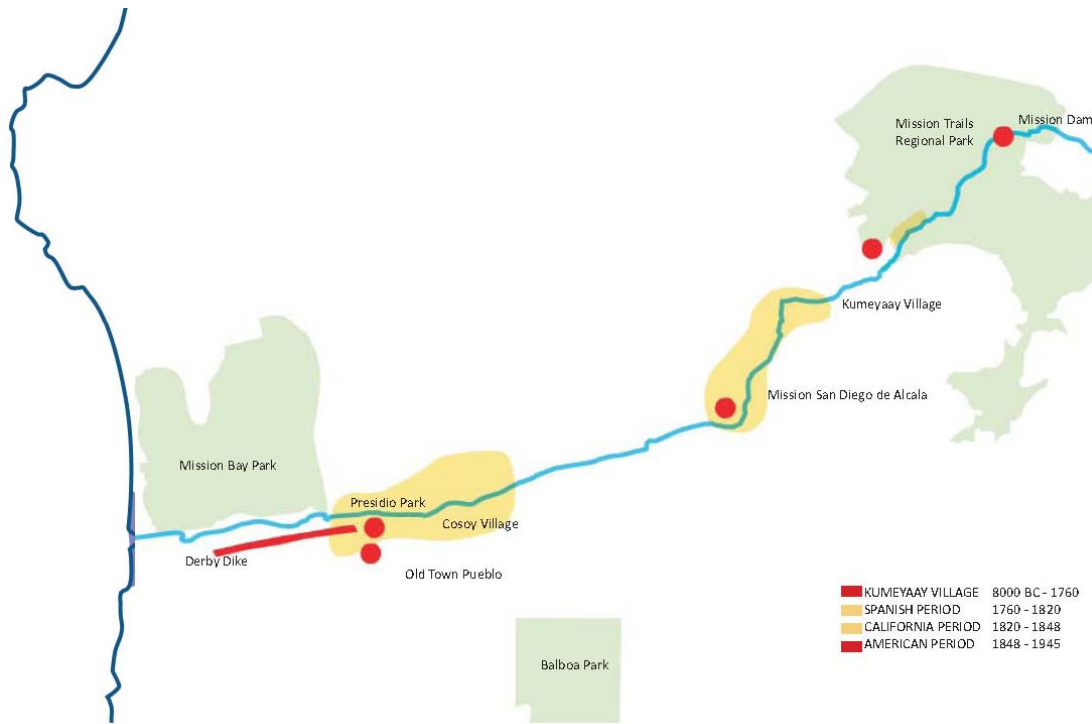 Mission Trails
Regional Park
Mission Dam
Kumeyaay Village
Mission San Diego de Alcala
Mission Bay Park
Presidio Park
Cosoy Village
Derby Dike
Old Town Pueblo
Balboa Park
KUMEYAAY VILLAGE 8000 BC - 1760
SPANISH PERIOD 1760 - 1820
CALIFORNIA PERIOD 1820 - 1848
AMERICAN PERIOD 1848 - 1945